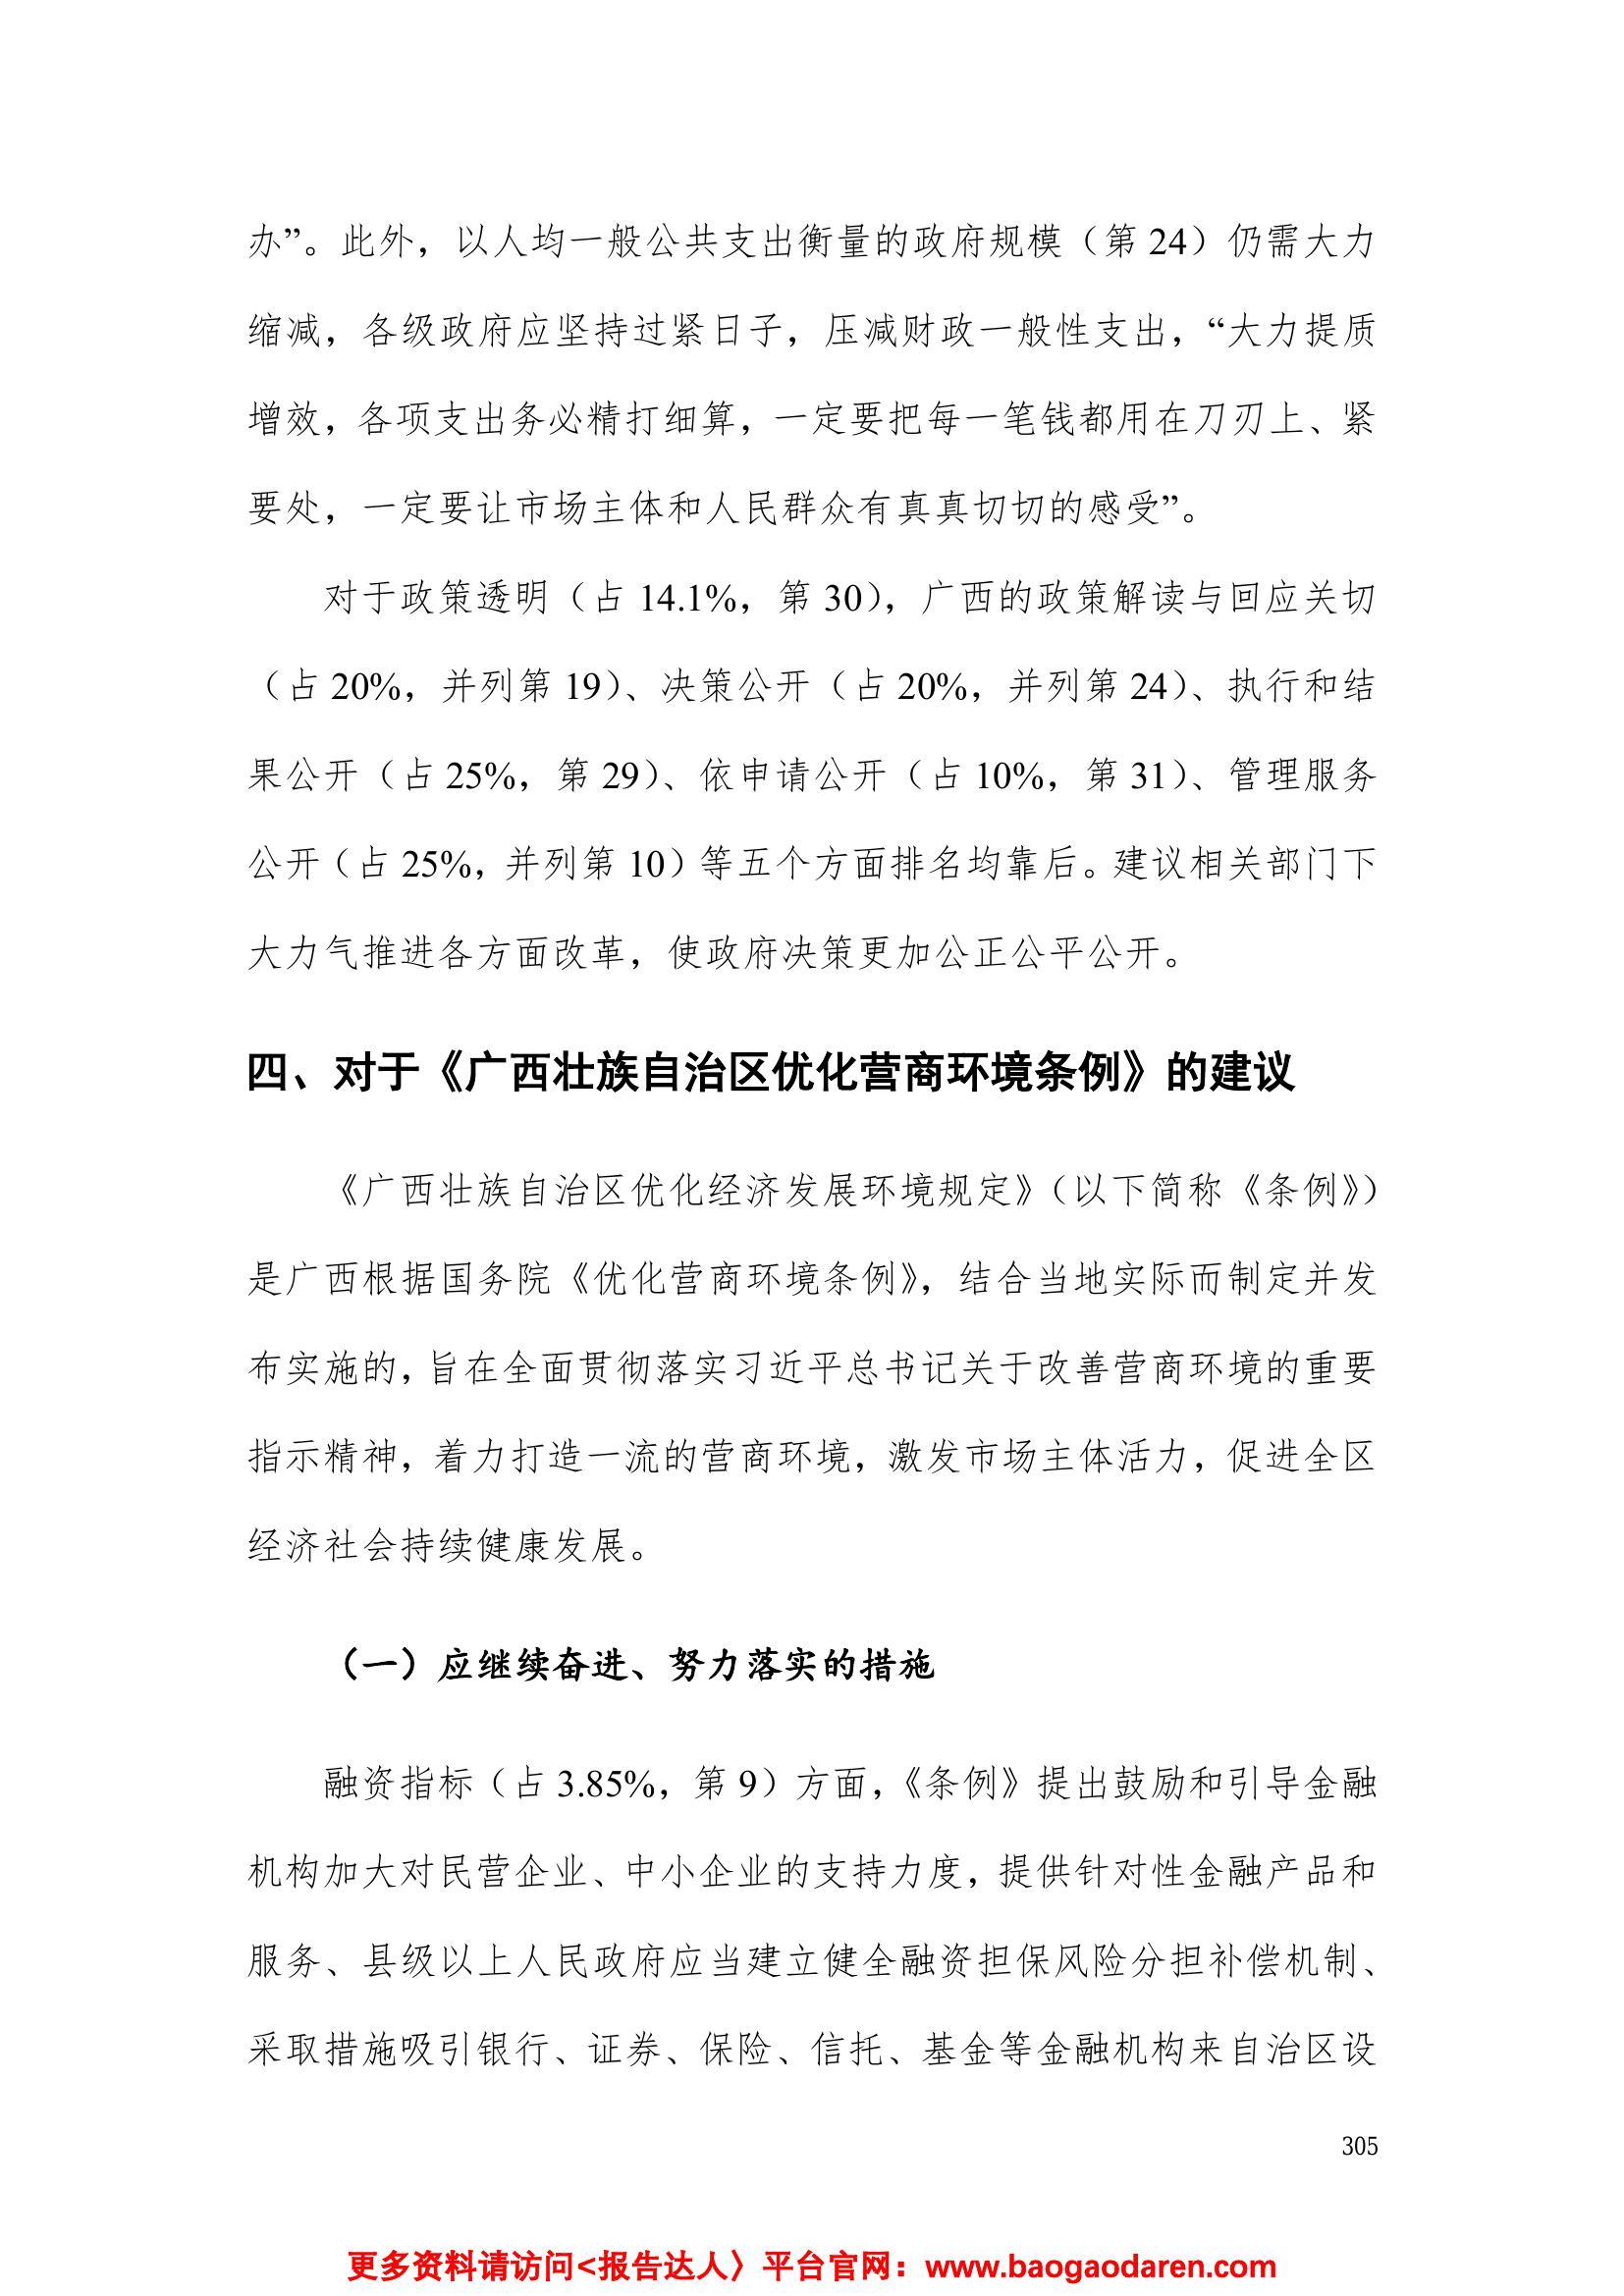 办”。此外，以人均一般公共支出衡量的政府规模（第 24）仍需大力
缩减，各级政府应坚持过紧日子，压减财政一般性支出，“大力提质
增效，各项支出务必精打细算，一定要把每一笔钱都用在刀刃上、紧
要处，一定要让市场主体和人民群众有真真切切的感受”。
对于政策透明（占 14.1%，第 30），广西的政策解读与回应关切
（占 20%，并列第 19）、决策公开（占 20%，并列第 24）、执行和结
果公开（占 25%，第 29）、依申请公开（占 10%，第 31）、管理服务
公开（占 25%，并列第 10）等五个方面排名均靠后。建议相关部门下
大力气推进各方面改革，使政府决策更加公正公平公开。
四、对于《广西壮族自治区优化营商环境条例》的建议
《广西壮族自治区优化经济发展环境规定》（以下简称《条例》）
是广西根据国务院《优化营商环境条例》，结合当地实际而制定并发
布实施的，旨在全面贯彻落实习近平总书记关于改善营商环境的重要
指示精神，着力打造一流的营商环境，激发市场主体活力，促进全区
经济社会持续健康发展。
（一）应继续奋进、努力落实的措施
融资指标（占 3.85%，第 9）方面，《条例》提出鼓励和引导金融
机构加大对民营企业、中小企业的支持力度，提供针对性金融产品和
服务、县级以上人民政府应当建立健全融资担保风险分担补偿机制、
采取措施吸引银行、证券、保险、信托、基金等金融机构来自治区设
305
更多资料请访问<报告达人〉平台官网：www.baogaodaren.com